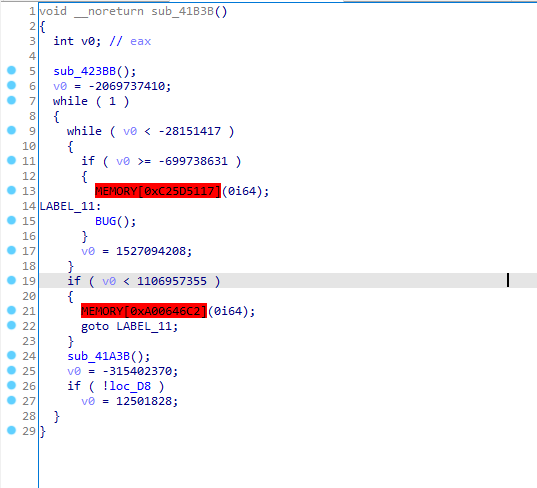 1 void __noreturn sub_41B3B()
2 {
3 int v0; // eax
4
5 sub_423BB();
6 v0 = -2069737410;
7 while ( 1 )
8 {
9 while ( v0 < -28151417 )
10 {
11 if ( v0 >= -699738631 )
12 {
13 MEMORY[0xC25D5117](0i64);
14 LABEL_11:
15 BUG();
16 }
17 v0 = 1527094208;
18 }
19 if ( v0 < 1106957355 )
20 {
21 MEMORY[0xA00646C2](0i64);
22 goto LABEL_11;
23 }
24 sub_41A3B();
25 v0 = -315402370;
26 if ( !loc_D8 )
27 v0 = 12501828;
28 }
29 }